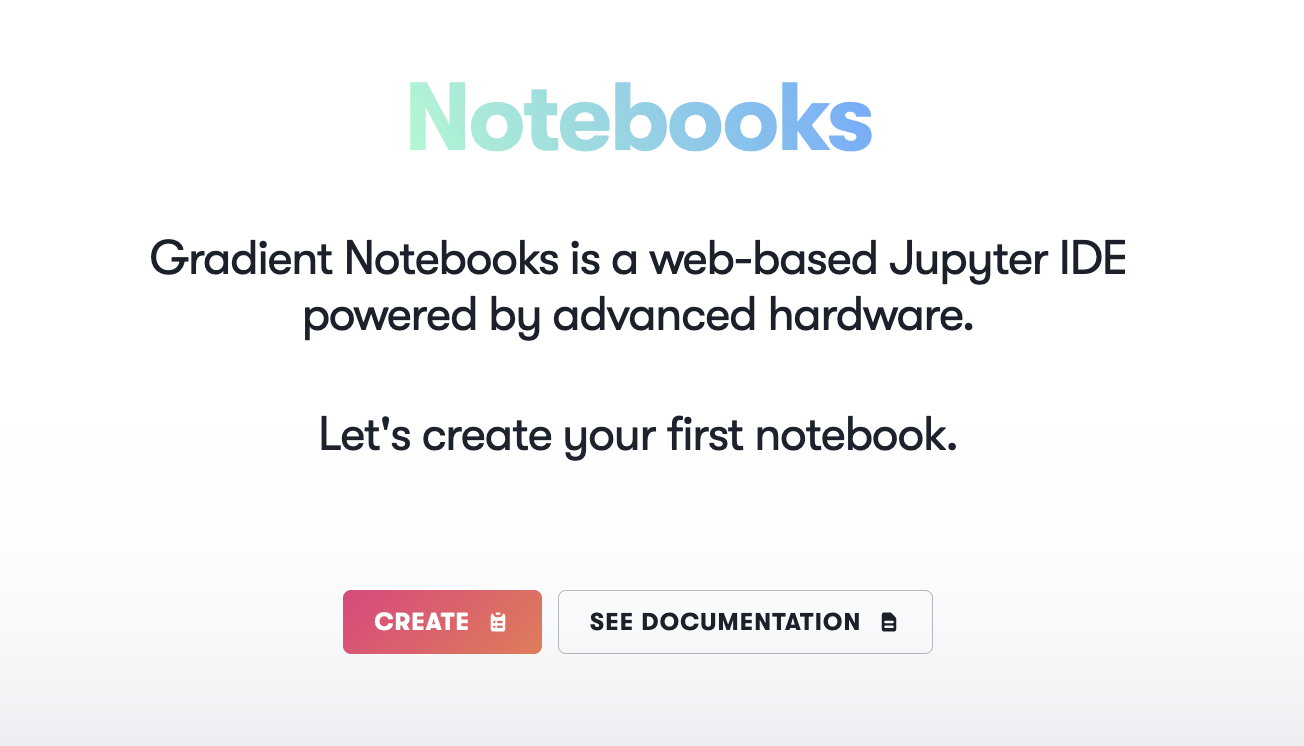 Notebooks
Gradient Notebooks is a web-based Jupyter IDE
powered by advanced hardware.
Let's create your first notebook.
CREATE
SEE DOCUMENTATION